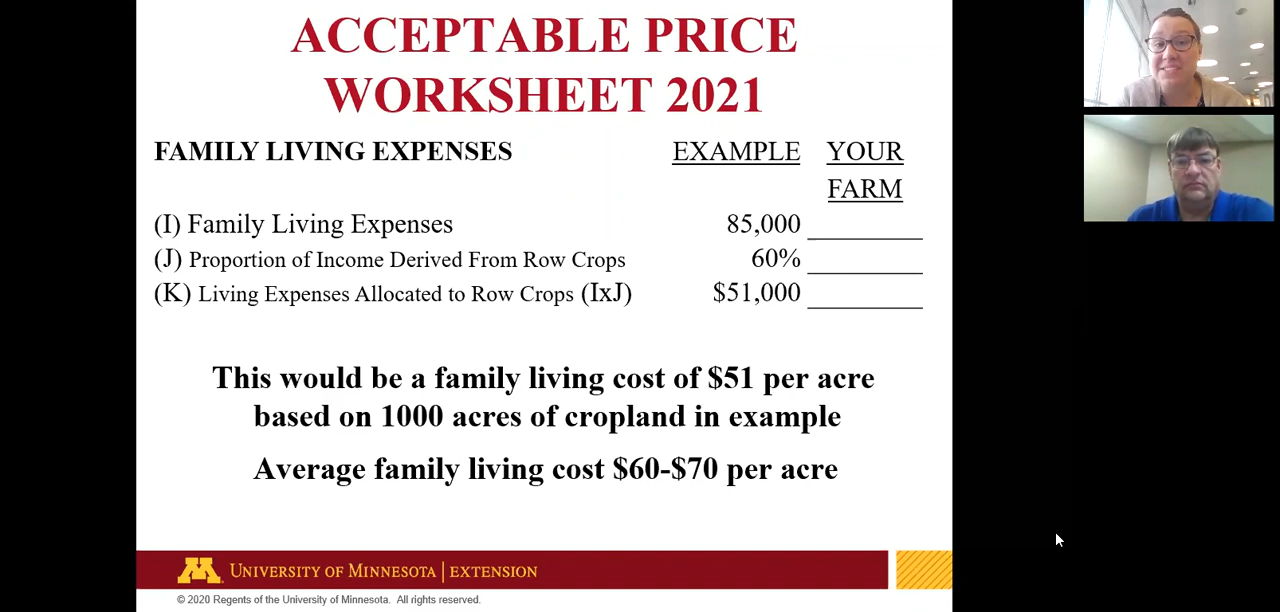 ACCEPTABLE PRICE
WORKSHEET 2021
FAMILY LIVING EXPENSES EXAMPLE YOUR
FARM
(I) Family Living Expenses 85,000
(J) Proportion of Income Derived From Row Crops 60%
(K) Living Expenses Allocated to Row Crops (IxJ) $51,000
This would be a family living cost of $51 per acre
based on 1000 acres of cropland in example
Average family living cost $60-$70 per acre
M UNIVERSITY OF MINNESOTA | EXTENSION
© 2020 Regents of the University of Minnesota. All rights reserved.